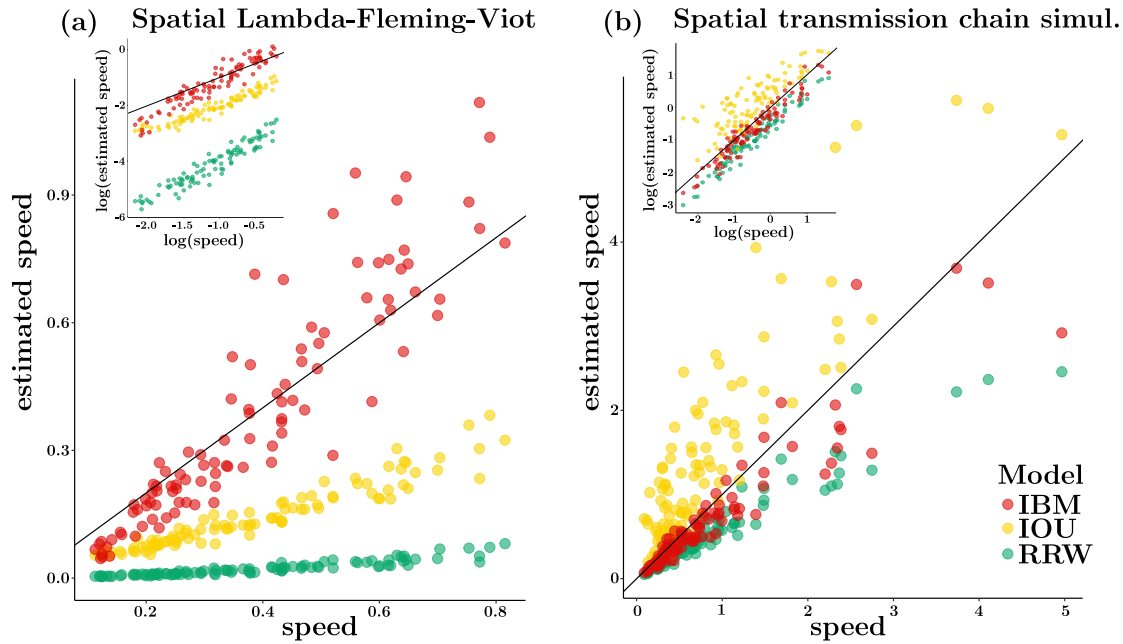 (a) Spatial Lambda-Fleming-Viot
(b) Spatial transmission chain simul.
log(estimated speed)
0
-2
-4
-6
-2.0 -1.5 -1.0 -0.5
log(speed)
estimated speed
0.9
0.6
0.3
0.0
0.2 0.4 0.6 0.8
speed
log(estimated speed)
1
0
-1
-2
-3
-2 -1 0 1
log(speed)
estimated speed
4
2
0
0 1 2 3 4 5
speed
Model
IBM
IOU
RRW